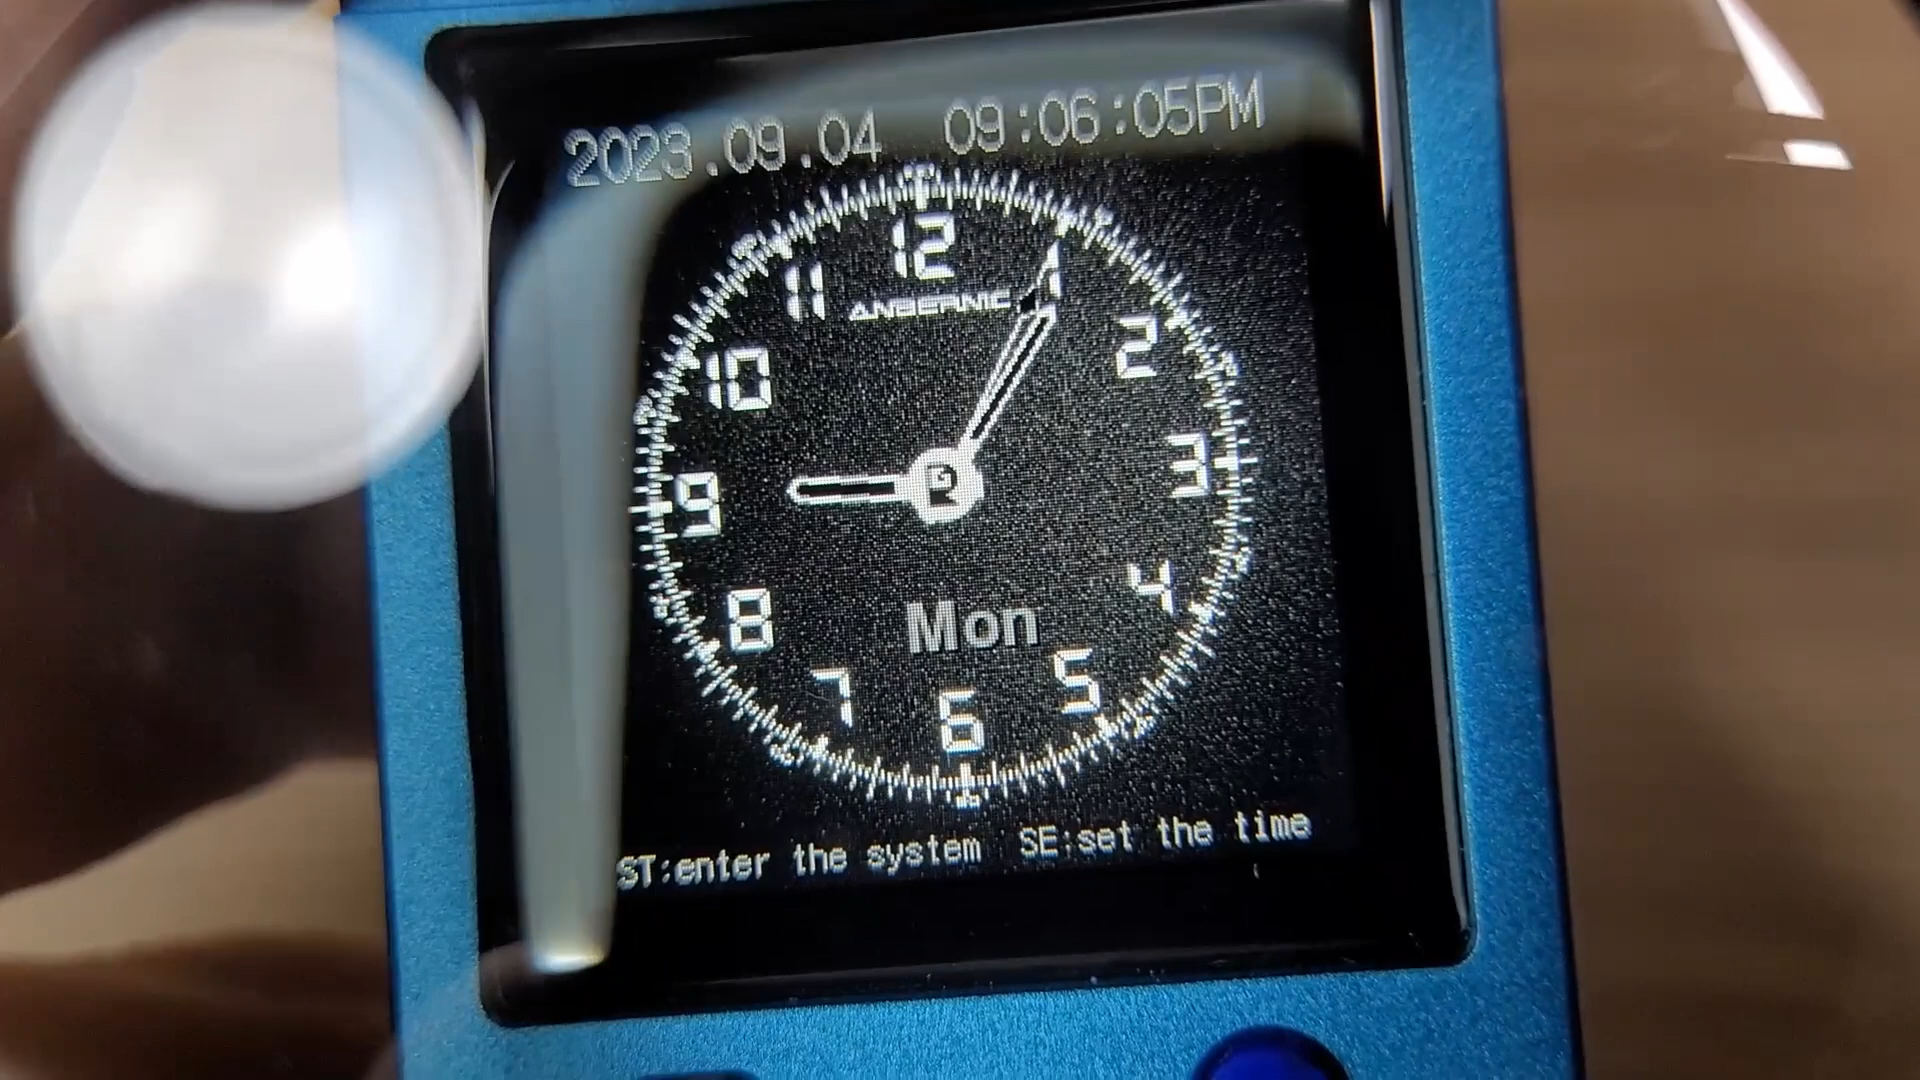 2023.09.04 09:06:05PM
12
11 1
ANBERNIC
10 2
9 3
8 4
Mon
7 5
6
ST:enter the system SE:set the time